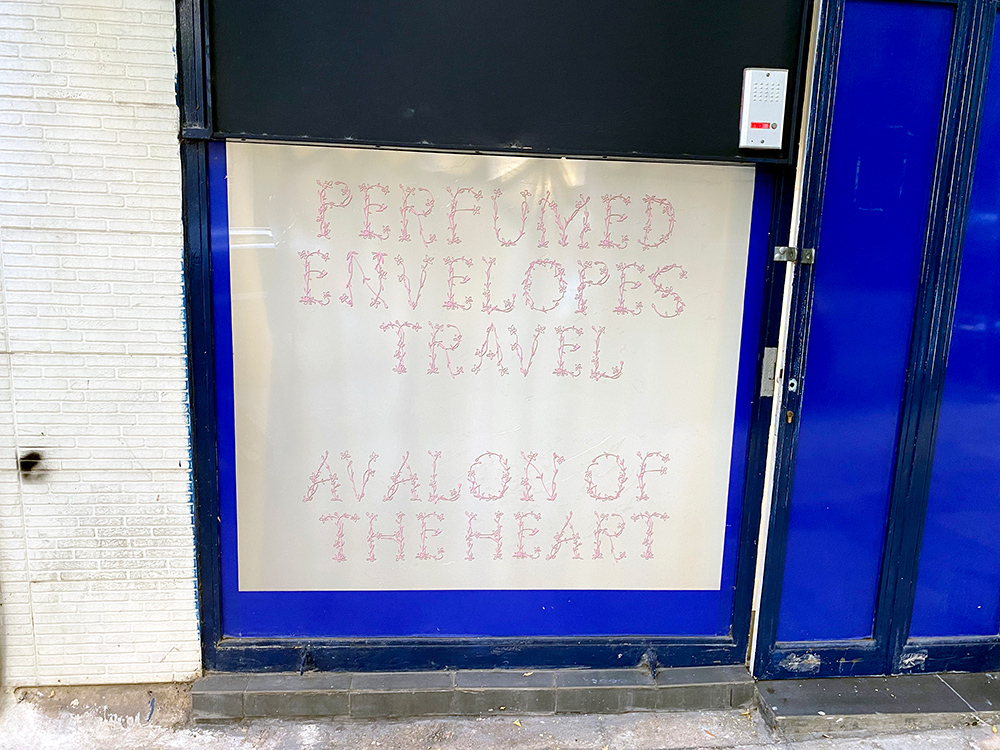 PERFUMED
ENVELOPES
TRAVEL
AVALON OF
THE HEART